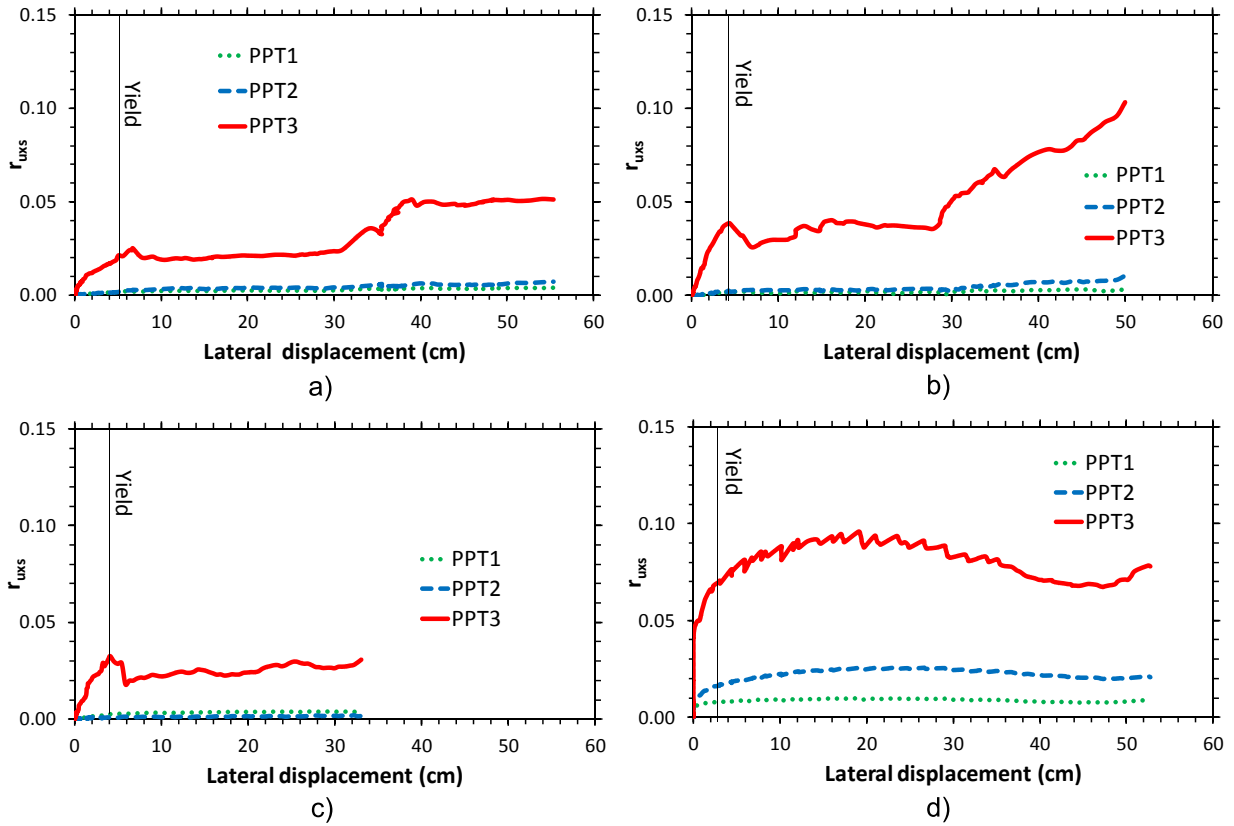 0.15
0.10
0.05
0.00
r_uxs
Yield
PPT1
PPT2
PPT3
0 10 20 30 40 50 60
Lateral displacement (cm)
a)
0.15
0.10
0.05
0.00
r_uxs
Yield
PPT1
PPT2
PPT3
0 10 20 30 40 50 60
Lateral displacement (cm)
b)
0.15
0.10
0.05
0.00
r_uxs
Yield
PPT1
PPT2
PPT3
0 10 20 30 40 50 60
Lateral displacement (cm)
c)
0.15
0.10
0.05
0.00
r_uxs
Yield
PPT1
PPT2
PPT3
0 10 20 30 40 50 60
Lateral displacement (cm)
d)